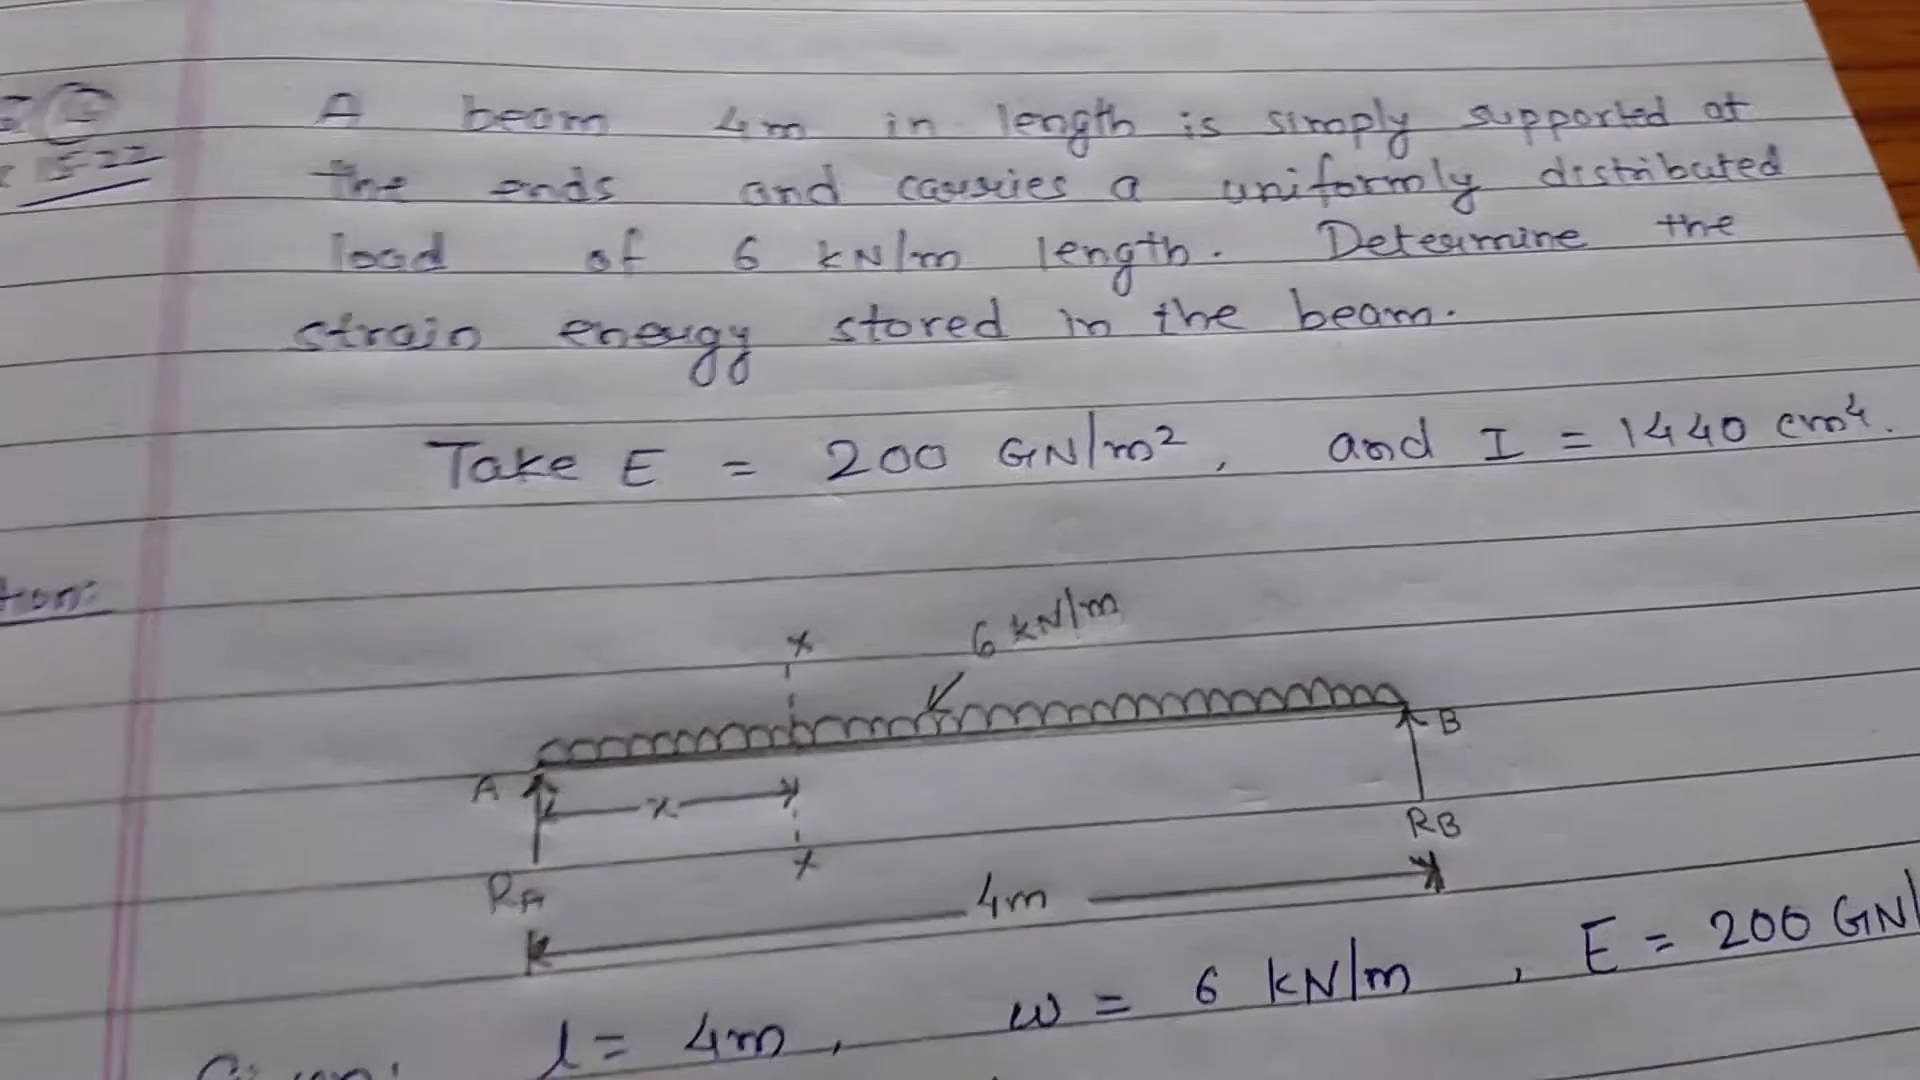 A beam 4m in length is simply supported at
the ends and carries a uniformly distributed
load of 6 kN/m length. Determine the
strain energy stored in the beam.
Take E = 200 GN/m², and I = 1440 cm⁴.
6 kN/m
x
A
B
x
x
RA
RB
4m
l = 4m, w = 6 kN/m, E = 200 GN/